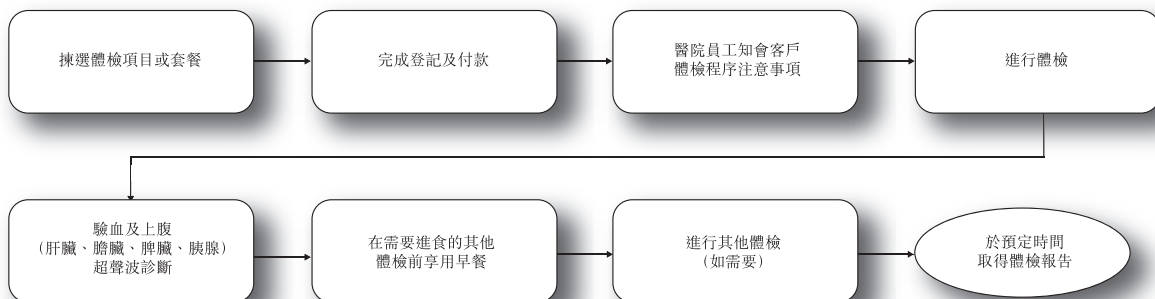 揀選體檢項目或套餐
完成登記及付款
醫院員工知會客戶
體檢程序注意事項
進行體檢
驗血及上腹
（肝臟、膽臟、脾臟、胰腺）
超聲波診斷
在需要進食的其他
體檢前享用早餐
進行其他體檢
（如需要）
於預定時間
取得體檢報告